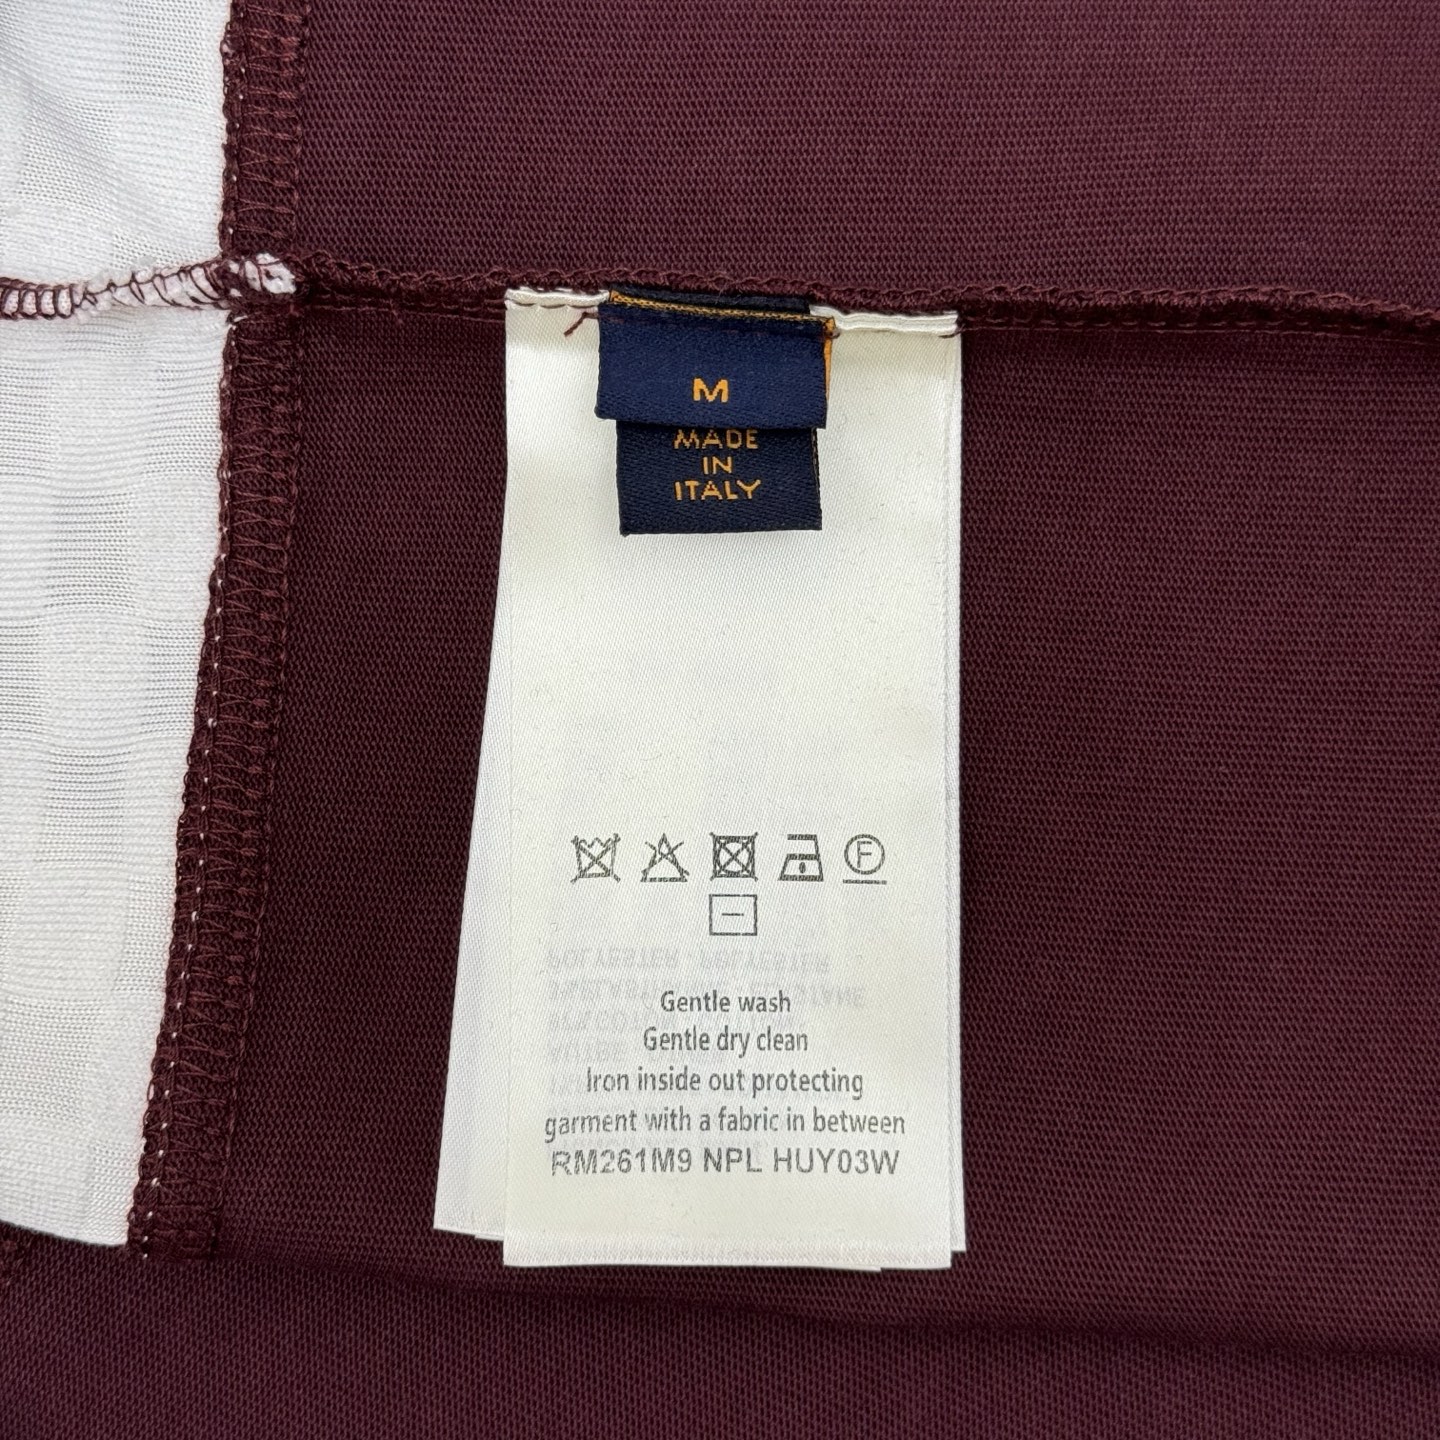 M
MADE
IN
ITALY
F
Gentle wash
Gentle dry clean
Iron inside out protecting
garment with a fabric in between
RM261M9 NPL HUY03W